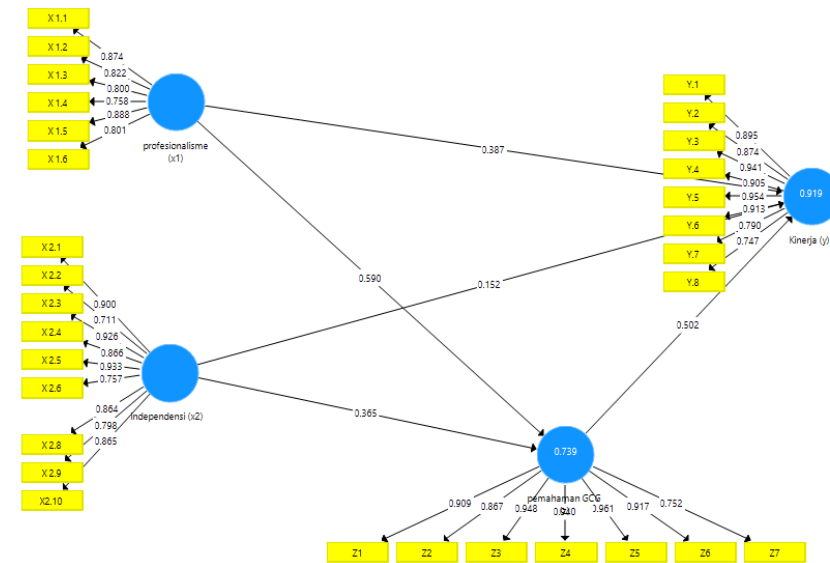 X 1.1
X 1.2
X 1.3
X 1.4
X 1.5
X 1.6
0.874
0.822
0.800
0.758
0.888
0.801
profesionalisme
(x1)
0.387
0.590
X 2.1
X 2.2
X 2.3
X 2.4
X 2.5
X 2.6
X 2.8
X 2.9
X2.10
0.900
0.711
0.926
0.866
0.933
0.757
0.864
0.798
0.865
Independensi (x2)
0.152
0.365
Y.1
Y.2
Y.3
Y.4
Y.5
Y.6
Y.7
Y.8
0.895
0.874
0.941
0.905
0.954
0.913
0.790
0.747
0.919
Kinerja (y)
0.502
0.739
pemahaman GCG
0.909
0.867
0.948
0.940
0.961
0.917
0.752
Z1
Z2
Z3
Z4
Z5
Z6
Z7